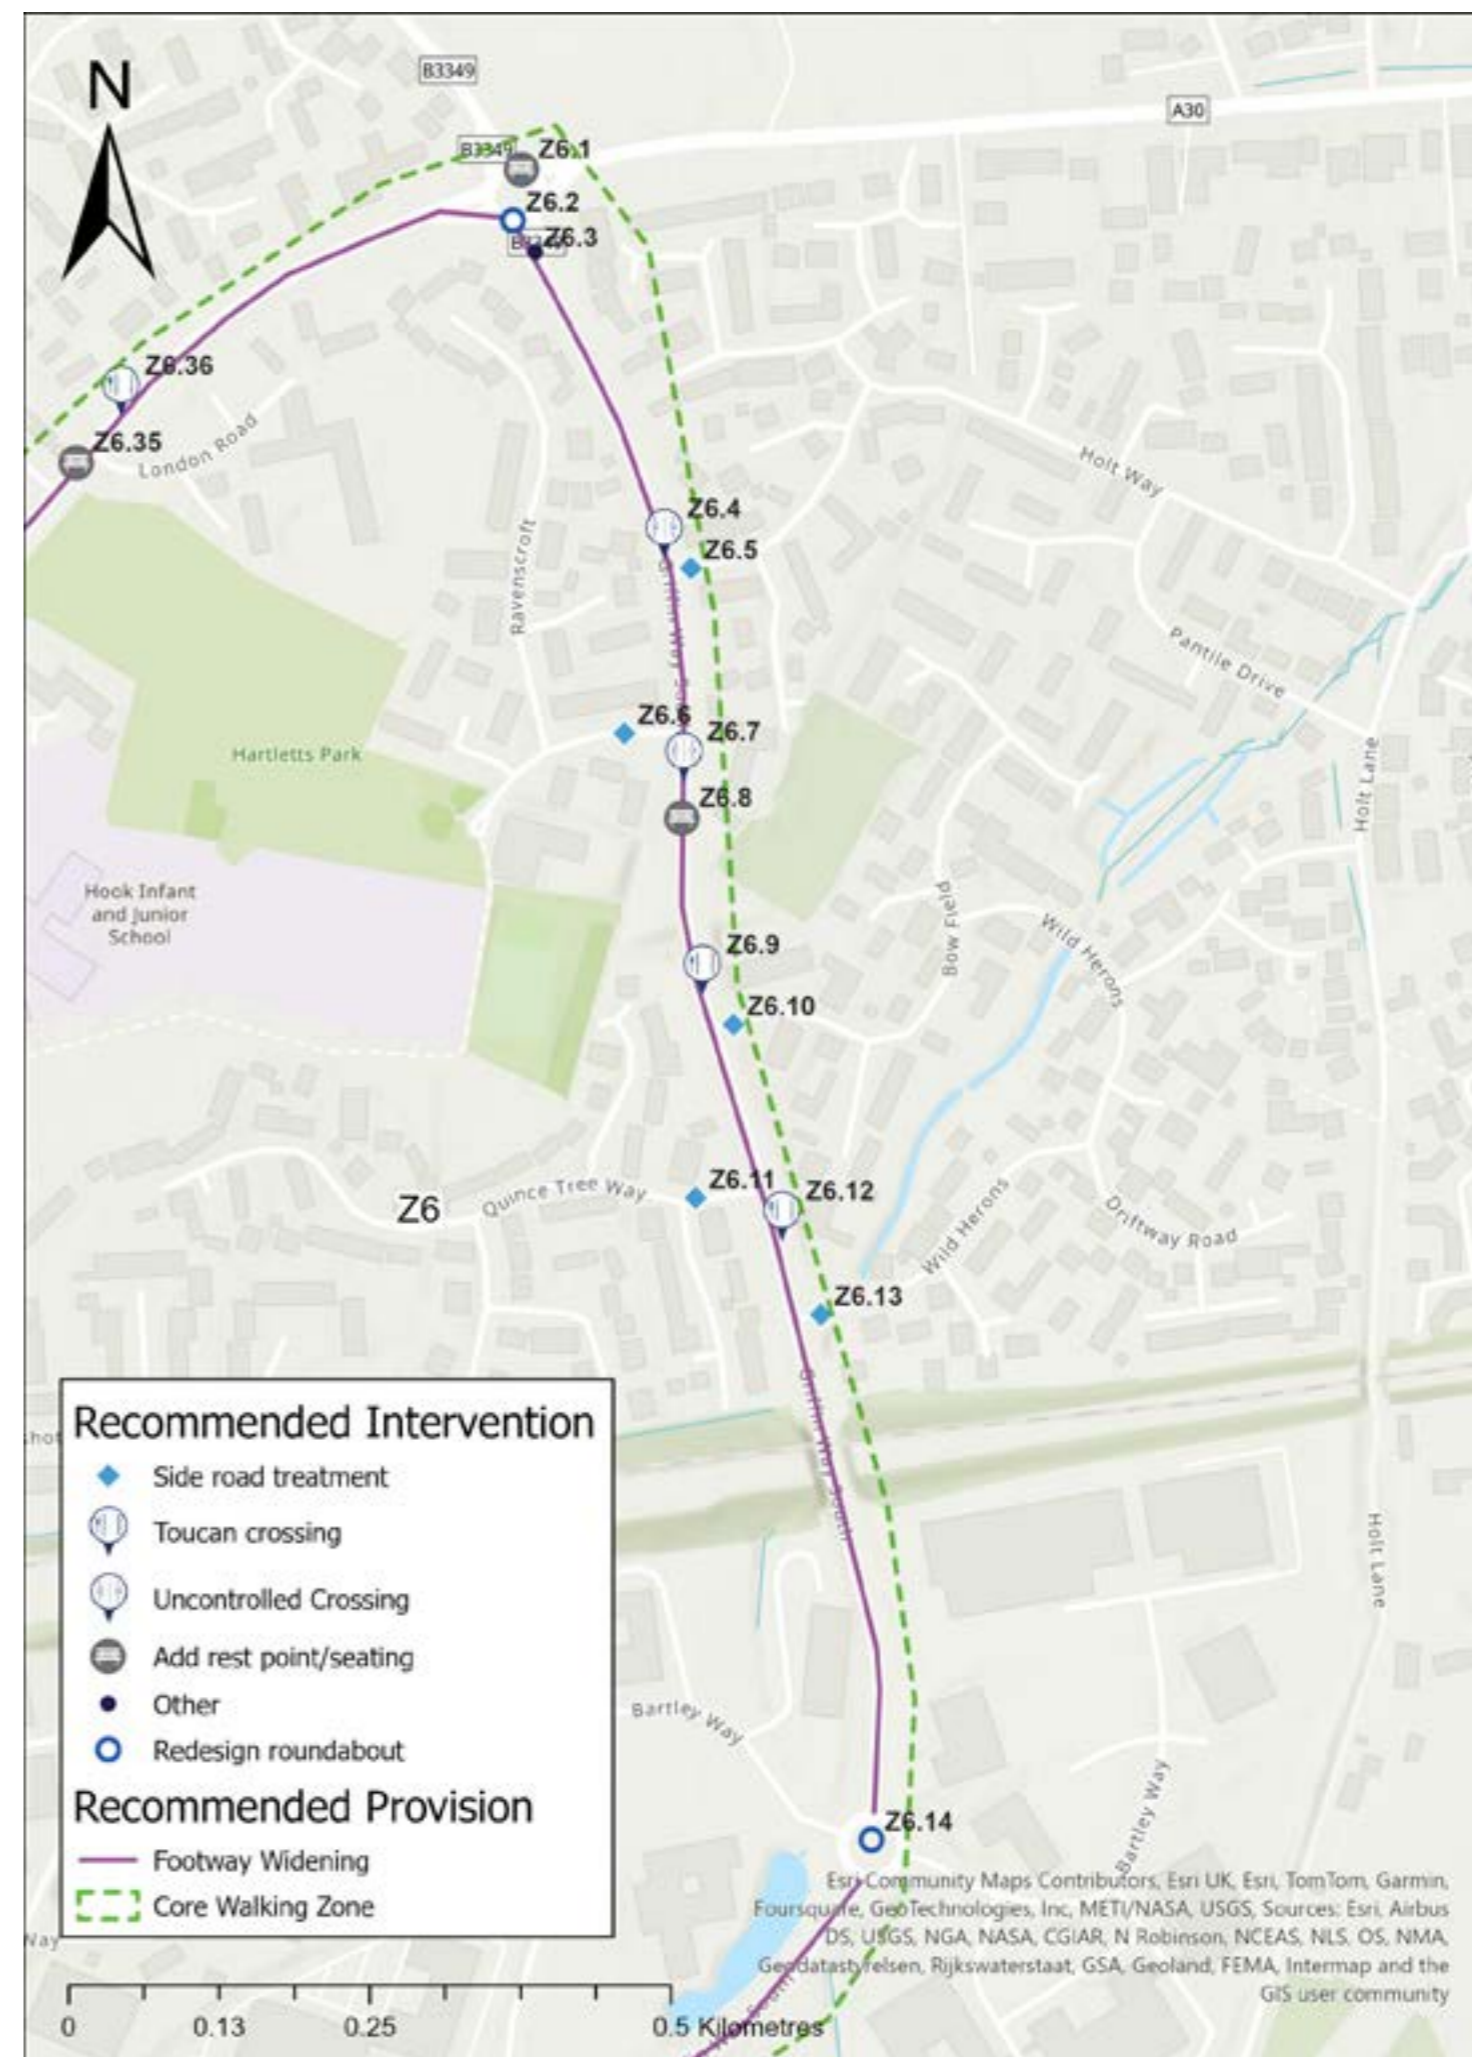 N
B3349
A30
B3349
Z6.1
Z6.2
Z6.3
Z6.36
Z6.35
London Road
Holt Way
Z6.4
Z6.5
Ravenscroft
Pantile Drive
Z6.6
Z6.7
Hartletts Park
Z6.8
Holt Lane
Hook Infant
and Junior
School
Bow Field
Wild Herons
Z6.9
Z6.10
Z6.11
Quince Tree Way
Z6
Z6.12
Wild Herons
Driftway Road
Z6.13
Griffin Way South
Holt Lane
Bartley Way
Bartley Way
Z6.14
Recommended Intervention
Side road treatment
Toucan crossing
Uncontrolled Crossing
Add rest point/seating
Other
Redesign roundabout
Recommended Provision
Footway Widening
Core Walking Zone
Way
Esri Community Maps Contributors, Esri UK, Esri, TomTom, Garmin,
Foursquare, GeoTechnologies, Inc, METI/NASA, USGS, Sources: Esri, Airbus
DS, USGS, NGA, NASA, CGIAR, N Robinson, NCEAS, NLS, OS, NMA,
Geodatastyrelsen, Rijkswaterstaat, GSA, Geoland, FEMA, Intermap and the
GIS user community
0 0.13 0.25 0.5 Kilometres